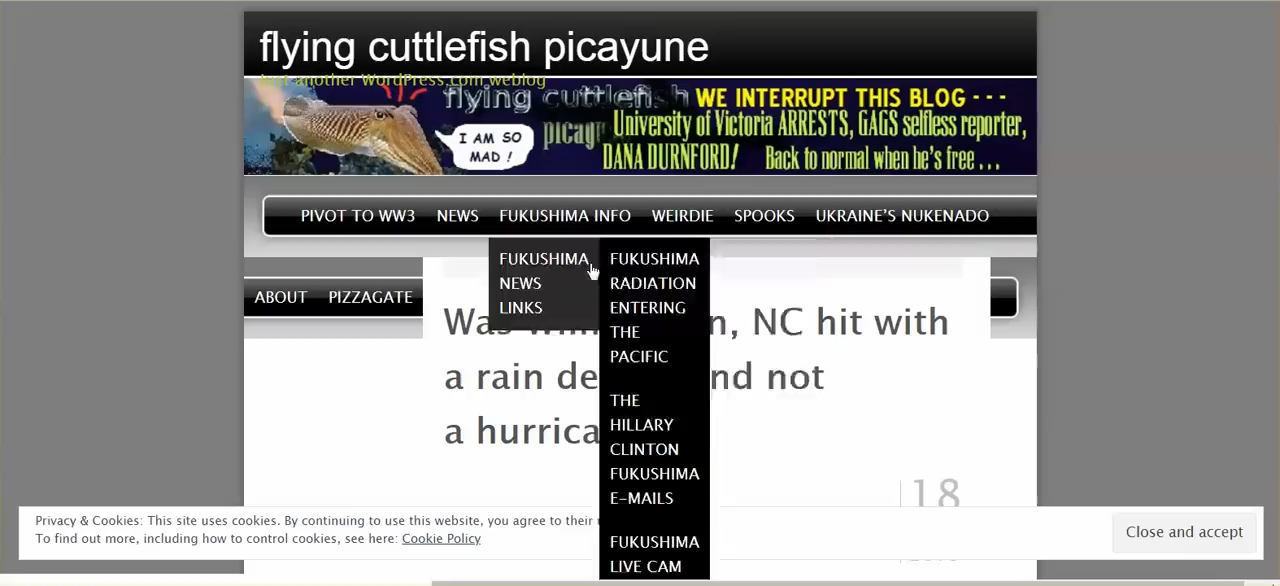 flying cuttlefish picayune
Just another WordPress.com weblog
flying cuttlefish
WE INTERRUPT THIS BLOG ---
I AM SO
MAD !
University of Victoria ARRESTS, GAGS selfless reporter,
DANA DURNFORD! Back to normal when he's free ...
PIVOT TO WW3 NEWS FUKUSHIMA INFO WEIRDIE SPOOKS UKRAINE'S NUKENADO
FUKUSHIMA
NEWS
LINKS
FUKUSHIMA
RADIATION
ENTERING
THE
PACIFIC
THE
HILLARY
CLINTON
FUKUSHIMA
E-MAILS
FUKUSHIMA
LIVE CAM
ABOUT PIZZAGATE
Was n, NC hit with
a rain de nd not
a hurrica
18
Privacy & Cookies: This site uses cookies. By continuing to use this website, you agree to their u
To find out more, including how to control cookies, see here: Cookie Policy
Close and accept